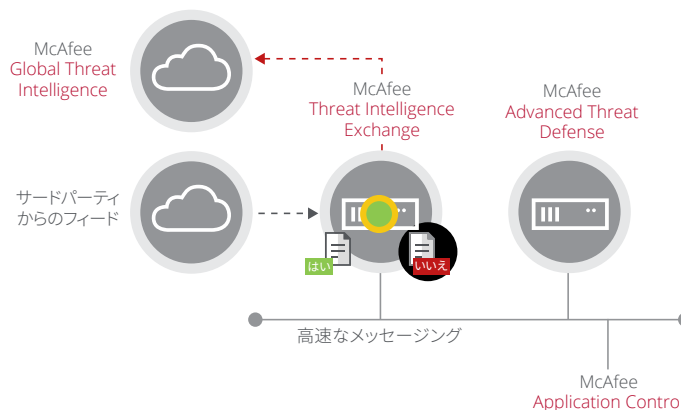 McAfee
Global Threat
Intelligence
McAfee
Threat Intelligence
Exchange
McAfee
Advanced Threat
Defense
サードパーティ
からのフィード
はい
いいえ
高速なメッセージング
McAfee
Application Contro